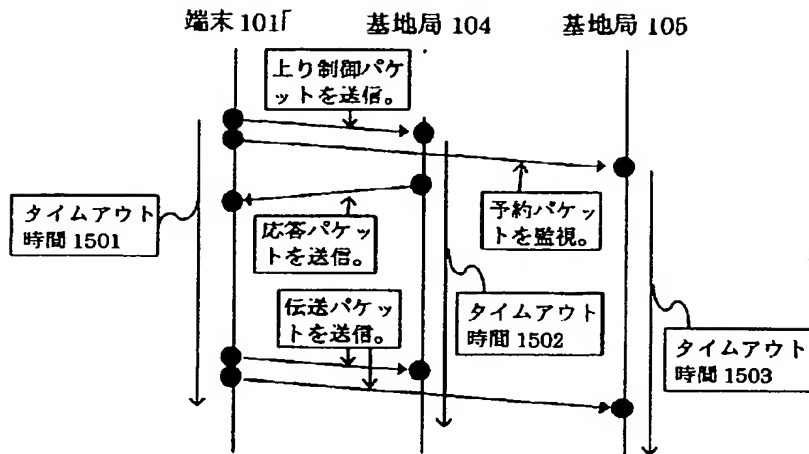 端末 101｢
基地局 104
基地局 105
上り制御パケ
ットを送信。
タイムアウト
時間 1501
応答パケッ
トを送信。
予約パケッ
トを監視。
伝送パケッ
トを送信。
タイムアウト
時間 1502
タイムアウト
時間 1503